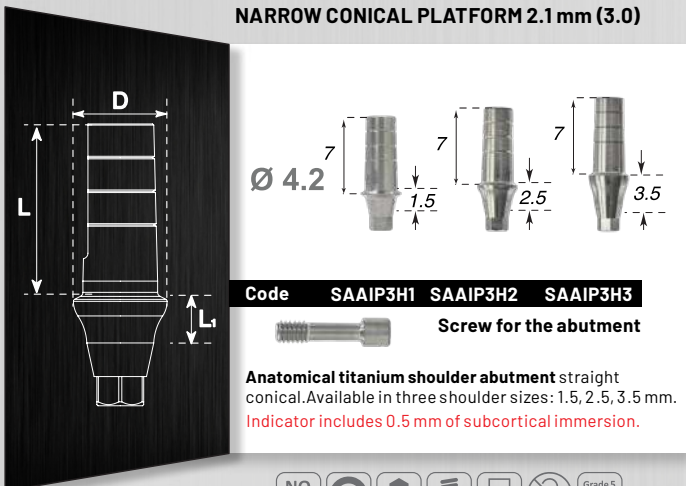 NARROW CONICAL PLATFORM 2.1 mm (3.0)
D
L
L1
Ø 4.2
7
1.5
7
2.5
7
3.5
Code SAAIP3H1 SAAIP3H2 SAAIP3H3
Screw for the abutment
Anatomical titanium shoulder abutment straight
conical.Available in three shoulder sizes: 1.5, 2.5, 3.5 mm.
Indicator includes 0.5 mm of subcortical immersion.
NO
Grade 5